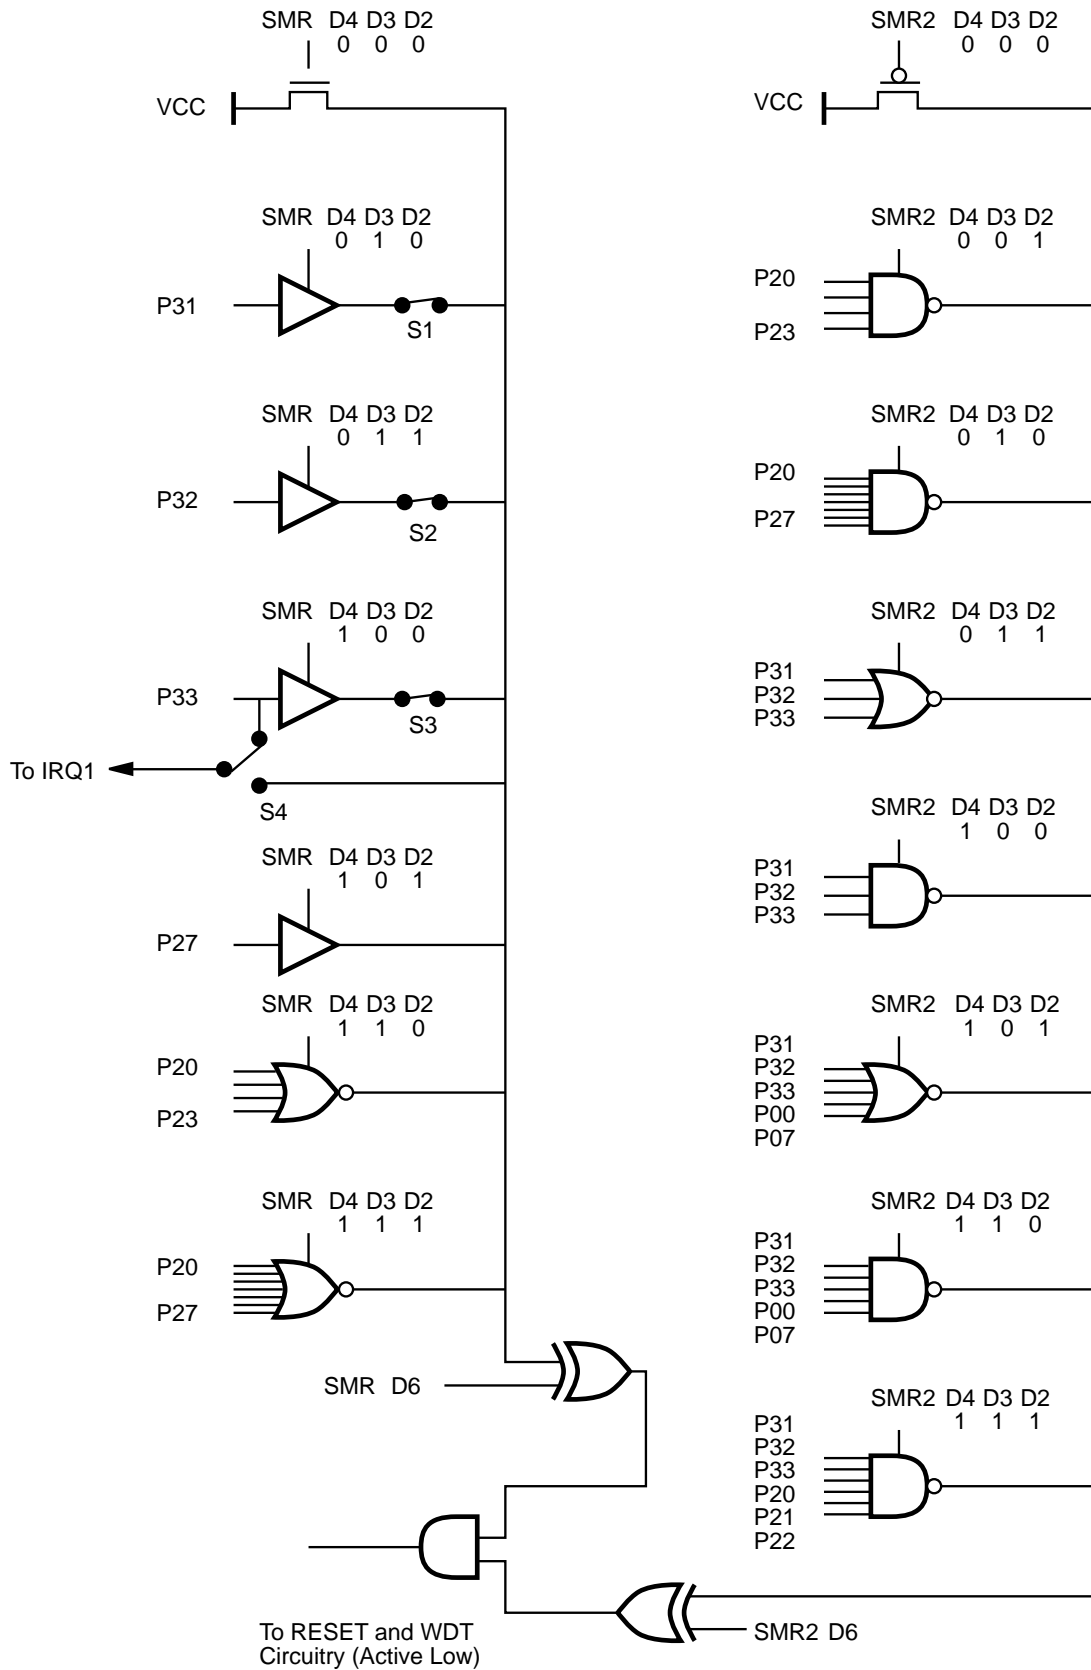 SMR D4 D3 D2
0 0 0
VCC
SMR D4 D3 D2
0 1 0
P31
S1
SMR D4 D3 D2
0 1 1
P32
S2
SMR D4 D3 D2
1 0 0
P33
S3
To IRQ1
S4
SMR D4 D3 D2
1 0 1
P27
SMR D4 D3 D2
1 1 0
P20
P23
SMR D4 D3 D2
1 1 1
P20
P27
SMR D6
To RESET and WDT
Circuitry (Active Low)
SMR2 D4 D3 D2
0 0 0
VCC
SMR2 D4 D3 D2
0 0 1
P20
P23
SMR2 D4 D3 D2
0 1 0
P20
P27
SMR2 D4 D3 D2
0 1 1
P31
P32
P33
SMR2 D4 D3 D2
1 0 0
P31
P32
P33
SMR2 D4 D3 D2
1 0 1
P31
P32
P33
P00
P07
SMR2 D4 D3 D2
1 1 0
P31
P32
P33
P00
P07
SMR2 D4 D3 D2
1 1 1
P31
P32
P33
P20
P21
P22
SMR2 D6